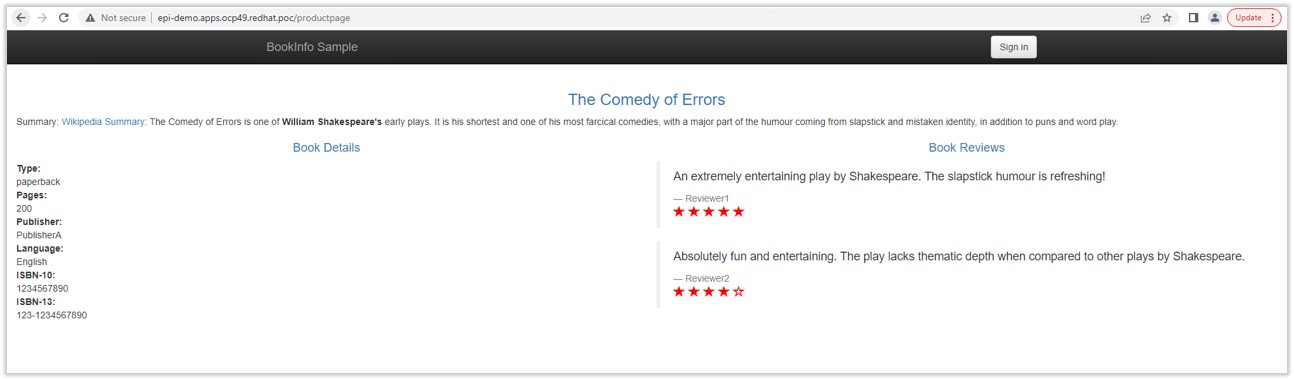 Not secure | epi-demo.apps.ocp49.redhat.poc/productpage
Update
BookInfo Sample
Sign in
The Comedy of Errors
Summary: Wikipedia Summary: The Comedy of Errors is one of William Shakespeare's early plays. It is his shortest and one of his most farcical comedies, with a major part of the humour coming from slapstick and mistaken identity, in addition to puns and word play.
Book Details
Type:
paperback
Pages:
200
Publisher:
PublisherA
Language:
English
ISBN-10:
1234567890
ISBN-13:
123-1234567890
Book Reviews
An extremely entertaining play by Shakespeare. The slapstick humour is refreshing!
— Reviewer1
Absolutely fun and entertaining. The play lacks thematic depth when compared to other plays by Shakespeare.
— Reviewer2